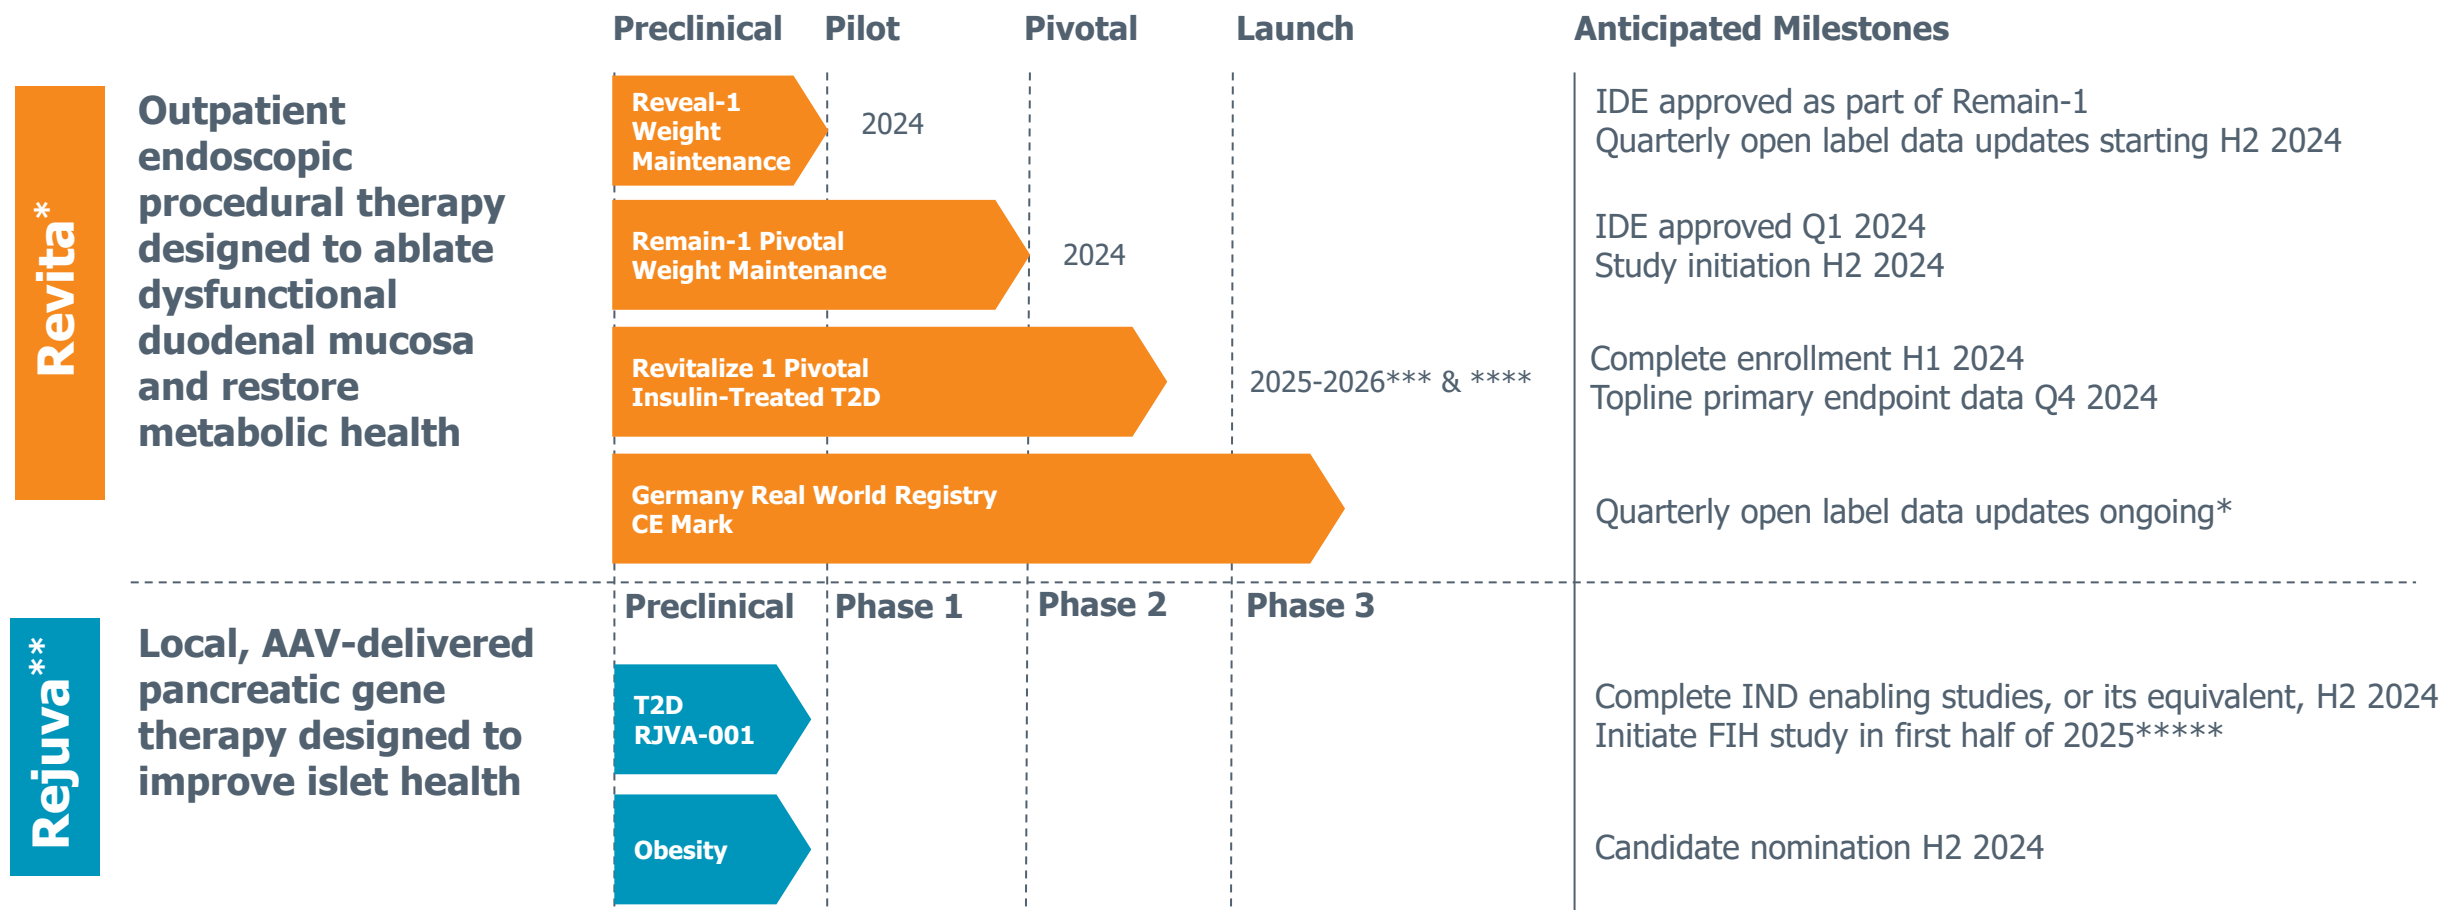 Preclinical Pilot Pivotal Launch Anticipated Milestones
Revita*
Outpatient
endoscopic
procedural therapy
designed to ablate
dysfunctional
duodenal mucosa
and restore
metabolic health
Reveal-1
Weight
Maintenance
2024
IDE approved as part of Remain-1
Quarterly open label data updates starting H2 2024
Remain-1 Pivotal
Weight Maintenance
2024
IDE approved Q1 2024
Study initiation H2 2024
Revitalize 1 Pivotal
Insulin-Treated T2D
2025-2026*** & ****
Complete enrollment H1 2024
Topline primary endpoint data Q4 2024
Germany Real World Registry
CE Mark
Quarterly open label data updates ongoing*
Preclinical Phase 1 Phase 2 Phase 3
Rejuva**
Local, AAV-delivered
pancreatic gene
therapy designed to
improve islet health
T2D
RJVA-001
Complete IND enabling studies, or its equivalent, H2 2024
Initiate FIH study in first half of 2025*****
Obesity
Candidate nomination H2 2024